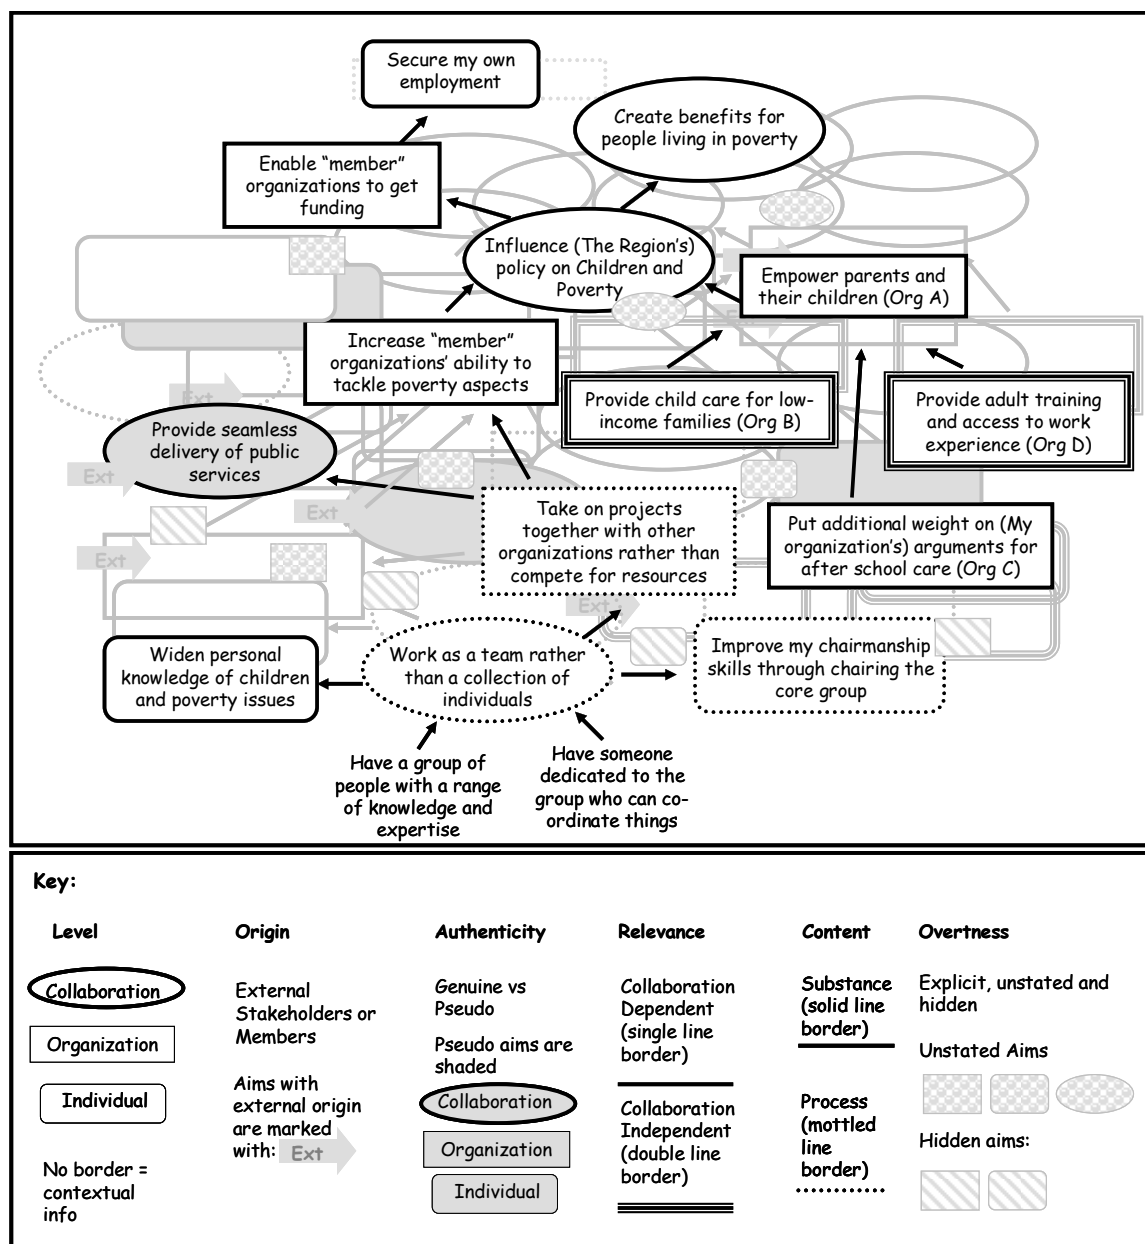 Secure my own
employment
Create benefits for
people living in poverty
Enable “member”
organizations to get
funding
Influence (The Region’s)
policy on Children and
Poverty
Ext
Empower parents and
their children (Org A)
Ext
Increase “member”
organizations’ ability to
tackle poverty aspects
Ext
Provide child care for low-
income families (Org B)
Provide adult training
and access to work
experience (Org D)
Provide seamless
delivery of public
services
Ext
Ext
Take on projects
together with other
organizations rather than
compete for resources
Put additional weight on (My
organization’s) arguments for
after school care (Org C)
Ext
Ext
Widen personal
knowledge of children
and poverty issues
Work as a team rather
than a collection of
individuals
Improve my chairmanship
skills through chairing the
core group
Have a group of
people with a range
of knowledge and
expertise
Have someone
dedicated to the
group who can co-
ordinate things
Key:
Level
Collaboration
Organization
Individual
No border =
contextual
info
Origin
External
Stakeholders or
Members
Aims with
external origin
are marked
with: Ext
Authenticity
Genuine vs
Pseudo
Pseudo aims are
shaded
Collaboration
Organization
Individual
Relevance
Collaboration
Dependent
(single line
border)
Collaboration
Independent
(double line
border)
Content
Substance
(solid line
border)
Process
(mottled
line
border)
Overtness
Explicit, unstated and
hidden
Unstated Aims
Hidden aims: